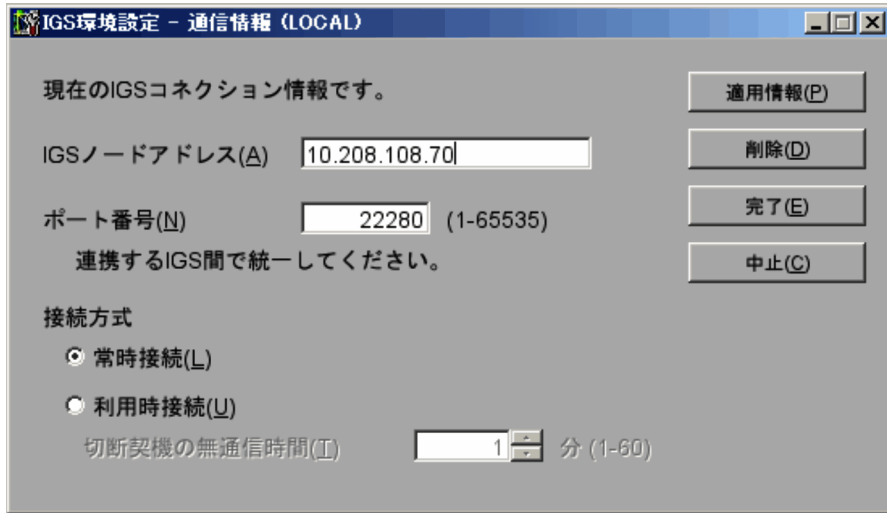 IGS環境設定 - 通信情報 (LOCAL)
現在のIGSコネクション情報です。
適用情報(P)
IGSノードアドレス(A) 10.208.108.70
削除(D)
ポート番号(N) 22280 (1-65535)
完了(E)
連携するIGS間で統一してください。
中止(C)
接続方式
常時接続(L)
利用時接続(U)
切断契機の無通信時間(T) 1 分 (1-60)